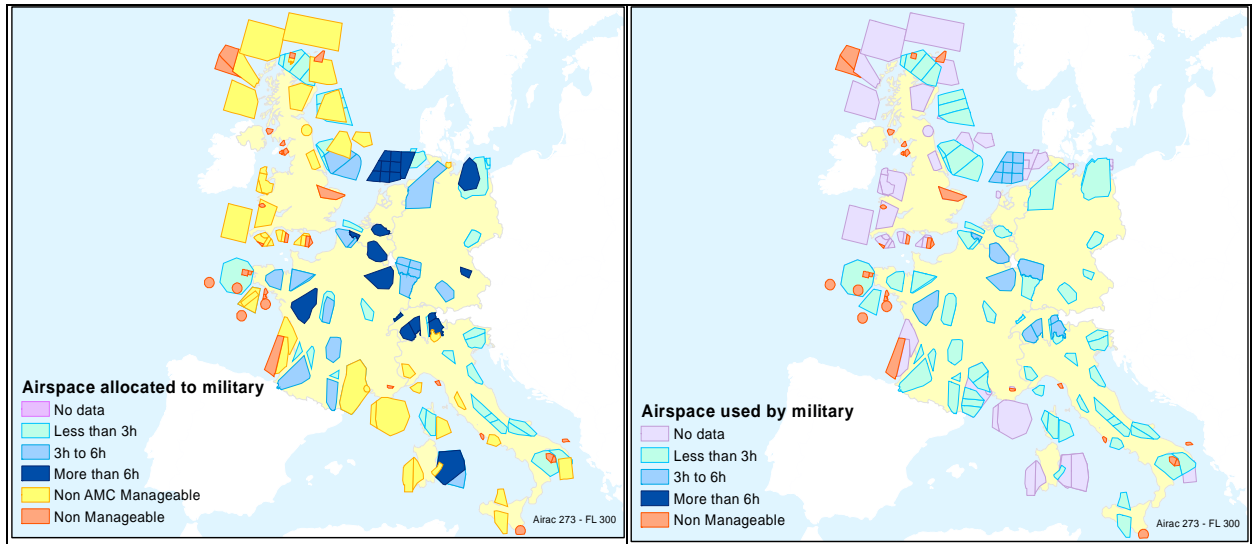 Airspace allocated to military
No data
Less than 3h
3h to 6h
More than 6h
Non AMC Manageable
Non Manageable
Airac 273 - FL 300
Airspace used by military
No data
Less than 3h
3h to 6h
More than 6h
Non Manageable
Airac 273 - FL 300